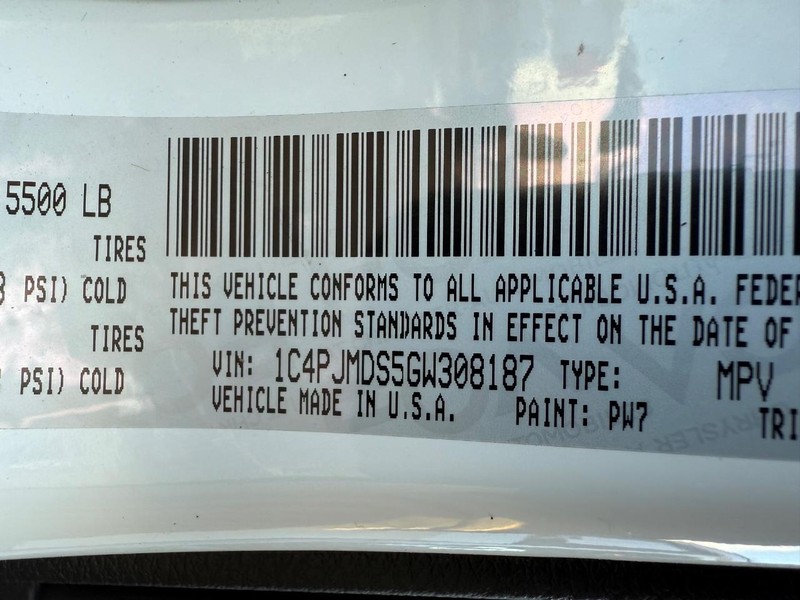 5500 LB
TIRES
PSI) COLD
TIRES
PSI) COLD
THIS VEHICLE CONFORMS TO ALL APPLICABLE U.S.A. FEDER
THEFT PREVENTION STANDARDS IN EFFECT ON THE DATE OF
VIN: 1C4PJMDS5GW308187 TYPE: MPV
VEHICLE MADE IN U.S.A. PAINT: PW7 TRI